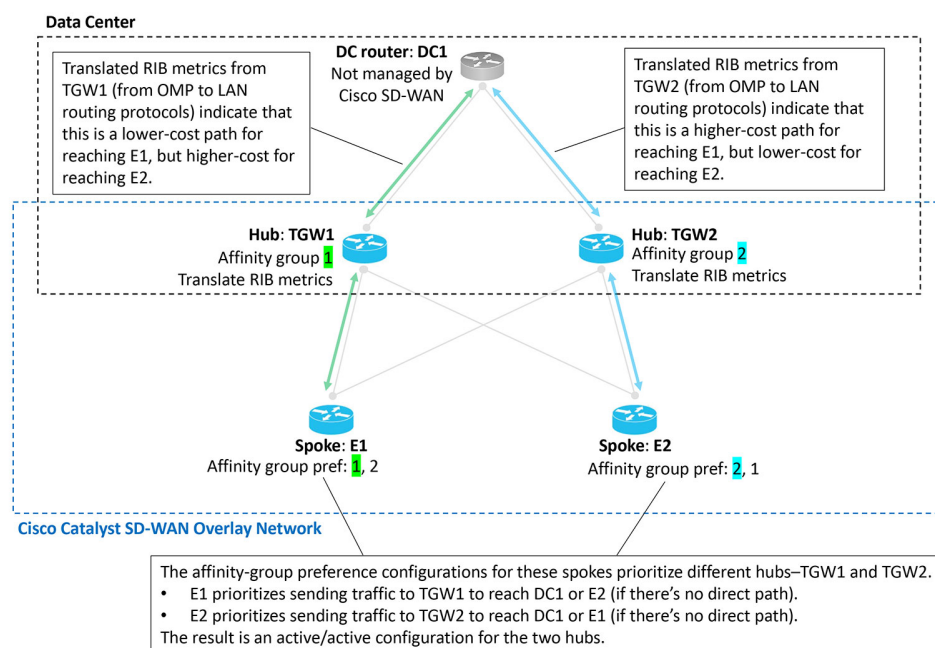 Data Center
DC router: DC1
Not managed by
Cisco SD-WAN
Translated RIB metrics from
TGW1 (from OMP to LAN
routing protocols) indicate that
this is a lower-cost path for
reaching E1, but higher-cost for
reaching E2.
Translated RIB metrics from
TGW2 (from OMP to LAN
routing protocols) indicate that
this is a higher-cost path for
reaching E1, but lower-cost for
reaching E2.
Hub: TGW1
Affinity group 1
Translate RIB metrics
Hub: TGW2
Affinity group 2
Translate RIB metrics
Spoke: E1
Affinity group pref: 1, 2
Spoke: E2
Affinity group pref: 2, 1
Cisco Catalyst SD-WAN Overlay Network
The affinity-group preference configurations for these spokes prioritize different hubs–TGW1 and TGW2.
• E1 prioritizes sending traffic to TGW1 to reach DC1 or E2 (if there's no direct path).
• E2 prioritizes sending traffic to TGW2 to reach DC1 or E1 (if there's no direct path).
The result is an active/active configuration for the two hubs.